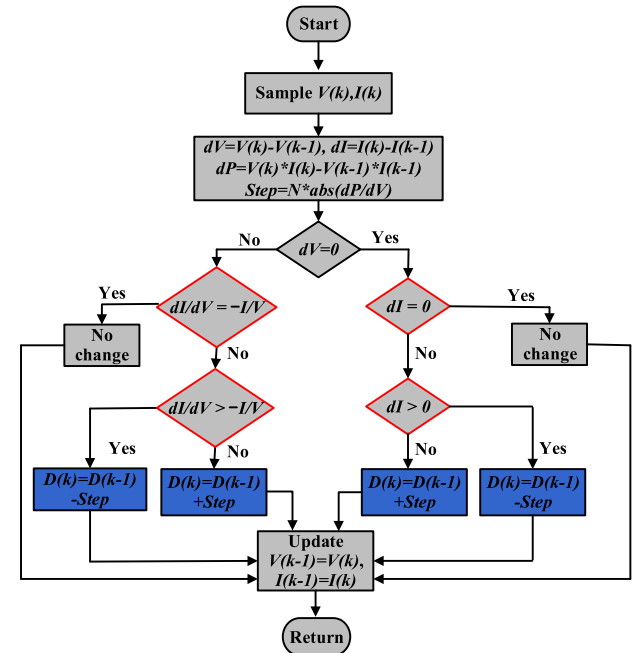 Start
Sample V(k),I(k)
dV=V(k)-V(k-1), dI=I(k)-I(k-1)
dP=V(k)*I(k)-V(k-1)*I(k-1)
Step=N*abs(dP/dV)
dV=0
No
Yes
dI/dV = −I/V
Yes
No
change
No
dI = 0
Yes
No
change
No
dI/dV > −I/V
Yes
No
dI > 0
No
Yes
D(k)=D(k-1)
-Step
D(k)=D(k-1)
+Step
D(k)=D(k-1)
+Step
D(k)=D(k-1)
-Step
Update
V(k-1)=V(k),
I(k-1)=I(k)
Return